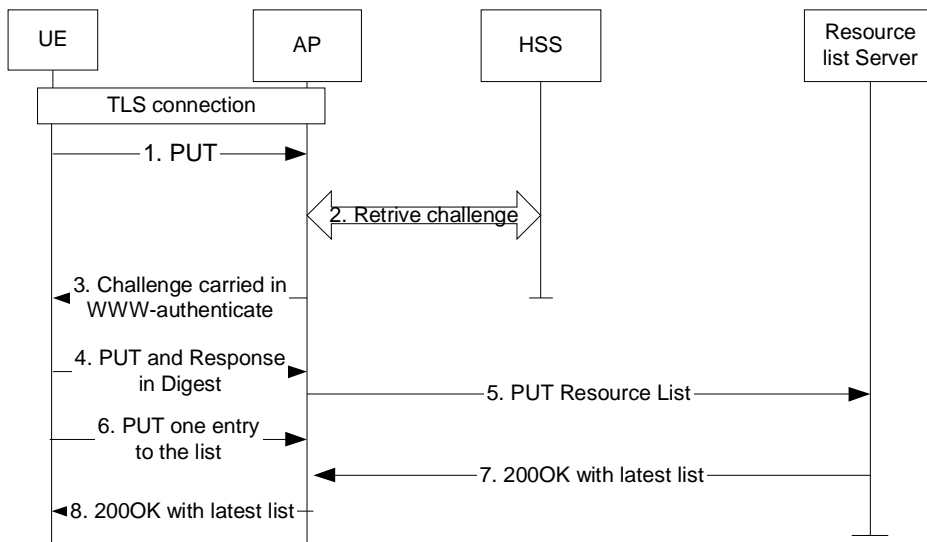 UE
AP
HSS
Resource
list Server
TLS connection
1. PUT
2. Retrive challenge
3. Challenge carried in
WWW-authenticate
4. PUT and Response
in Digest
5. PUT Resource List
6. PUT one entry
to the list
7. 200OK with latest list
8. 200OK with latest list